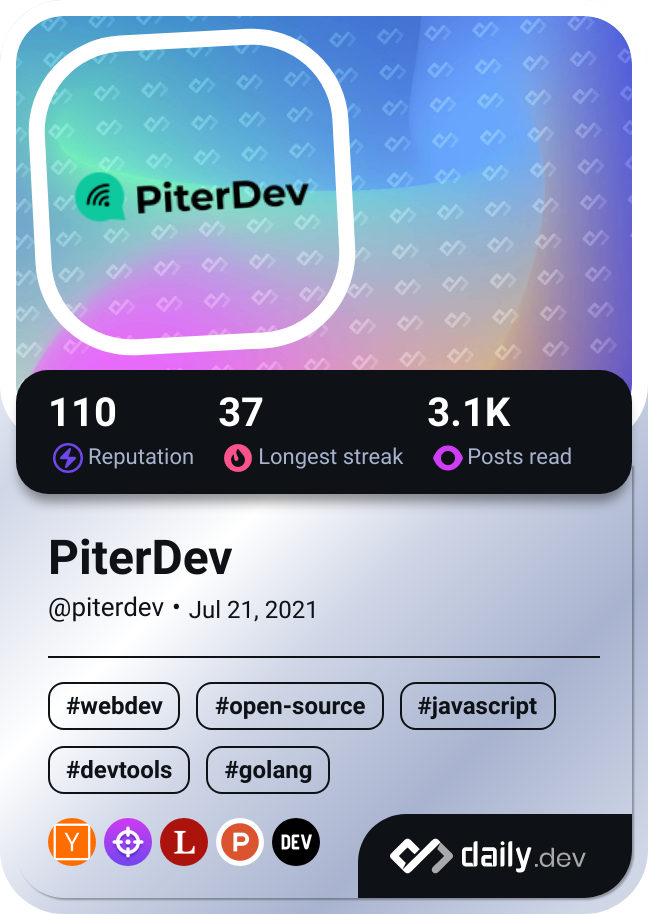 PiterDev
110 37 3.1K
Reputation Longest streak Posts read
PiterDev
@piterdev • Jul 21, 2021
#webdev #open-source #javascript
#devtools #golang
Y L P DEV
daily.dev